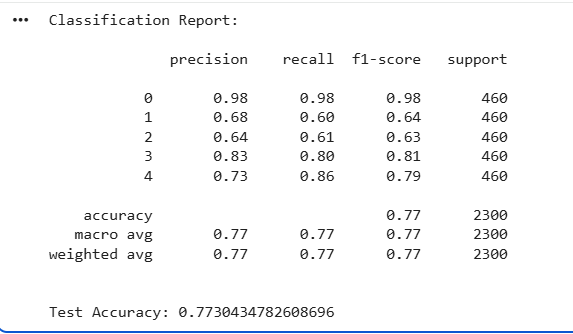 ••• Classification Report:
precision recall f1-score support
0 0.98 0.98 0.98 460
1 0.68 0.60 0.64 460
2 0.64 0.61 0.63 460
3 0.83 0.80 0.81 460
4 0.73 0.86 0.79 460
accuracy 0.77 2300
macro avg 0.77 0.77 0.77 2300
weighted avg 0.77 0.77 0.77 2300
Test Accuracy: 0.7730434782608696